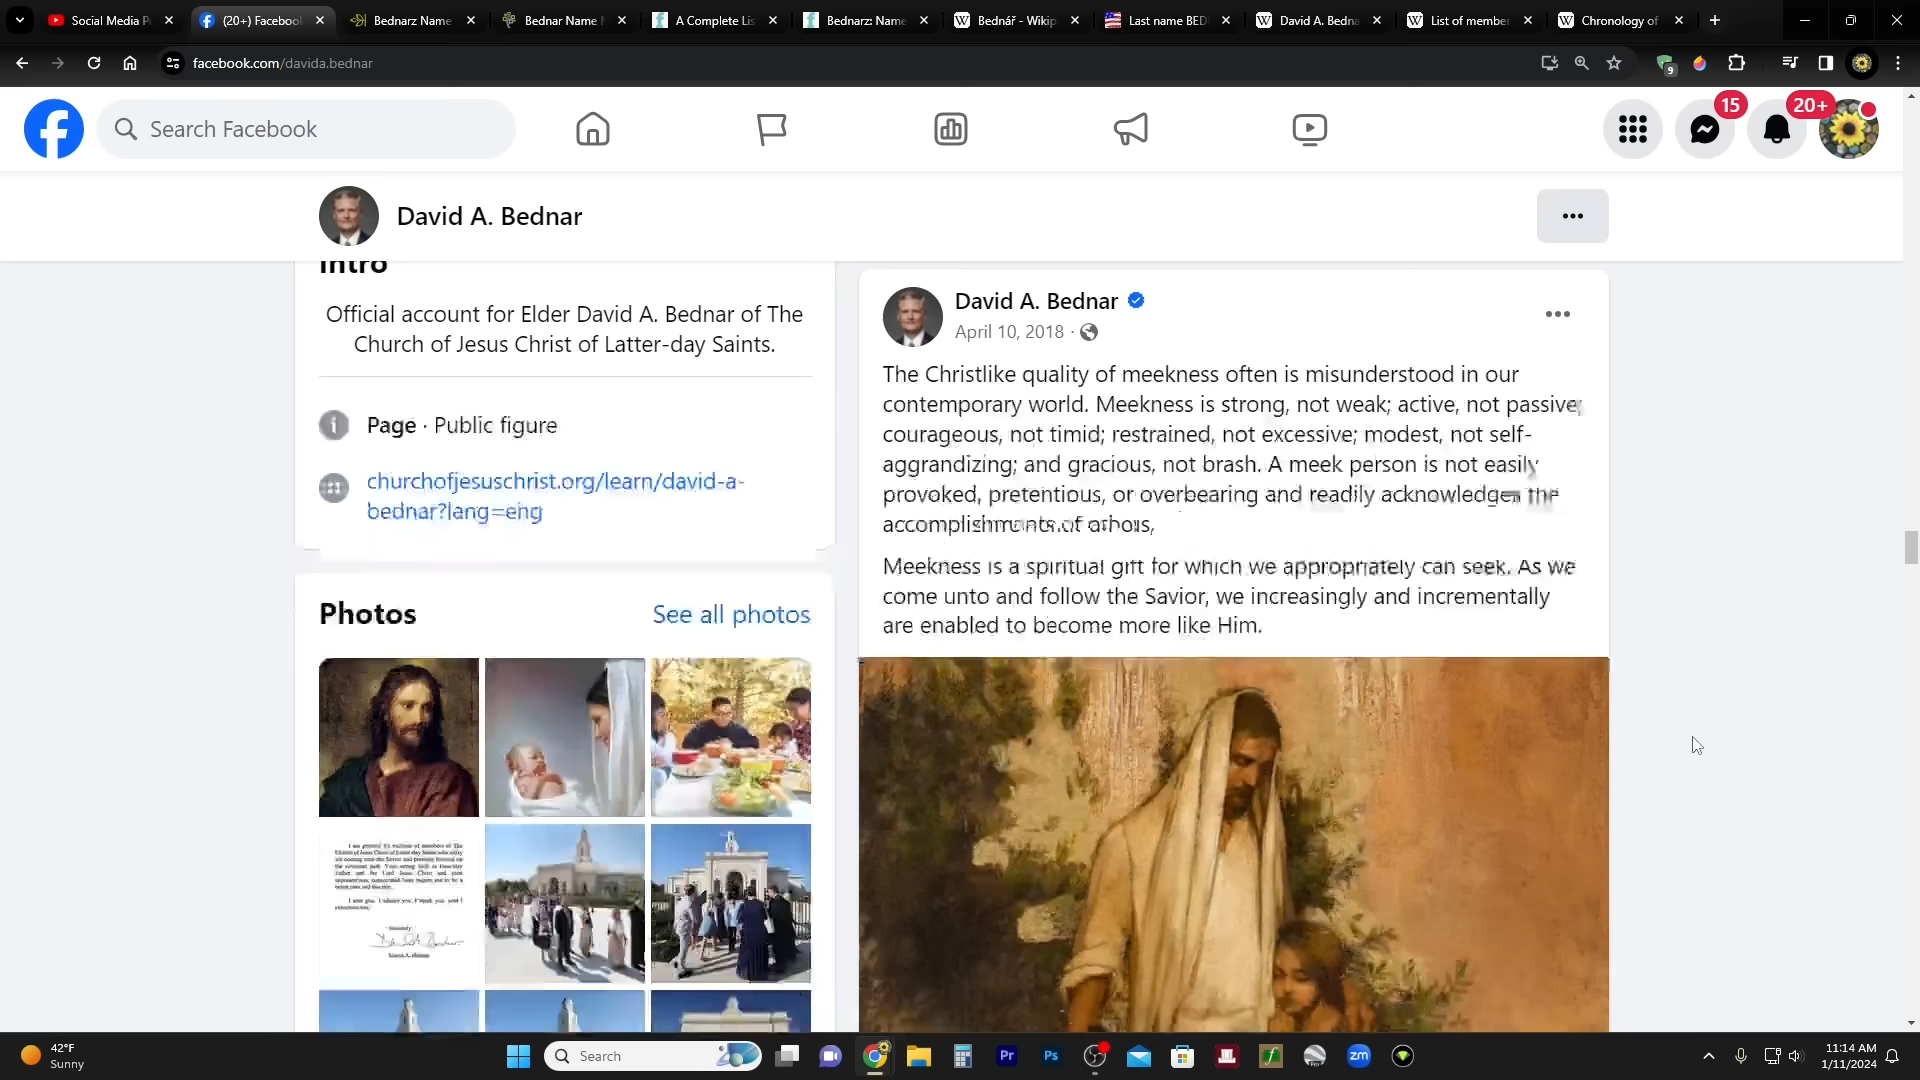 Social Media P
(20+) Facebook
Bednarz Name
Bednar Name
A Complete Lis
Bednarz: Name
Bednář - Wikip
Last name BED
David A. Bedna
List of member
Chronology of
facebook.com/davida.bednar
9
Search Facebook
15
20+
David A. Bednar
Intro
Official account for Elder David A. Bednar of The
Church of Jesus Christ of Latter-day Saints.
Page · Public figure
churchofjesuschrist.org/learn/david-a-
bednar?lang=eng
Photos
See all photos
David A. Bednar
April 10, 2018 ·
The Christlike quality of meekness often is misunderstood in our
contemporary world. Meekness is strong, not weak; active, not passive;
courageous, not timid; restrained, not excessive; modest, not self-
aggrandizing; and gracious, not brash. A meek person is not easily
provoked, pretentious, or overbearing and readily acknowledges the
accomplishments of others.
Meekness is a spiritual gift for which we appropriately can seek. As we
come unto and follow the Savior, we increasingly and incrementally
are enabled to become more like Him.
42°F
Sunny
Search
Pr
Ps
zm
11:14 AM
1/11/2024